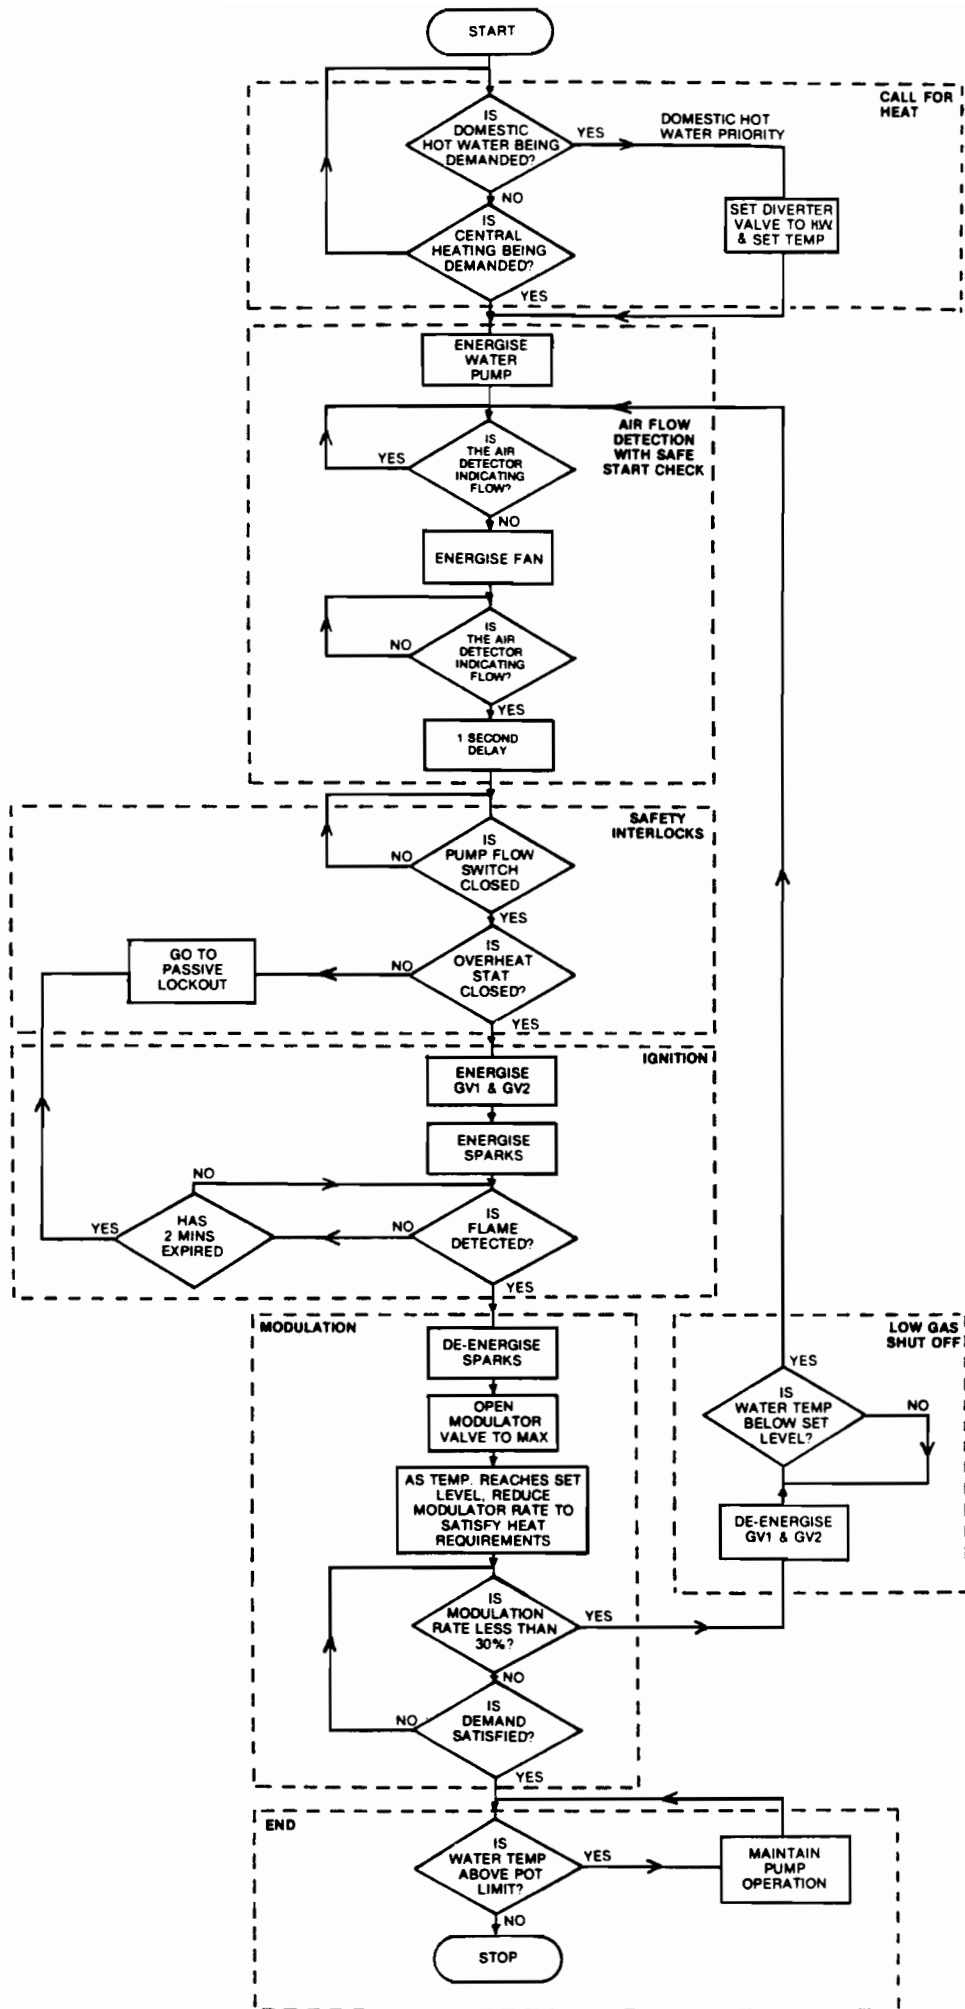 START
CALL FOR
HEAT
IS
DOMESTIC
HOT WATER BEING
DEMANDED?
YES
DOMESTIC HOT
WATER PRIORITY
NO
SET DIVERTER
VALVE TO H.W.
& SET TEMP
IS
CENTRAL
HEATING BEING
DEMANDED?
YES
ENERGISE
WATER
PUMP
AIR FLOW
DETECTION
WITH SAFE
START CHECK
IS
THE AIR
DETECTOR
INDICATING
FLOW?
YES
NO
ENERGISE FAN
IS
THE AIR
DETECTOR
INDICATING
FLOW?
NO
YES
1 SECOND
DELAY
SAFETY
INTERLOCKS
IS
PUMP FLOW
SWITCH
CLOSED
NO
YES
GO TO
PASSIVE
LOCKOUT
NO
IS
OVERHEAT
STAT
CLOSED?
YES
IGNITION
ENERGISE
GV1 & GV2
ENERGISE
SPARKS
NO
YES
HAS
2 MINS
EXPIRED
NO
IS
FLAME
DETECTED?
YES
MODULATION
DE-ENERGISE
SPARKS
OPEN
MODULATOR
VALVE TO MAX
AS TEMP. REACHES SET
LEVEL, REDUCE
MODULATOR RATE TO
SATISFY HEAT
REQUIREMENTS
LOW GAS
SHUT OFF
YES
IS
WATER TEMP
BELOW SET
LEVEL?
NO
DE-ENERGISE
GV1 & GV2
IS
MODULATION
RATE LESS THAN
30%?
YES
NO
IS
DEMAND
SATISFIED?
NO
YES
END
IS
WATER TEMP
ABOVE POT
LIMIT?
YES
MAINTAIN
PUMP
OPERATION
NO
STOP